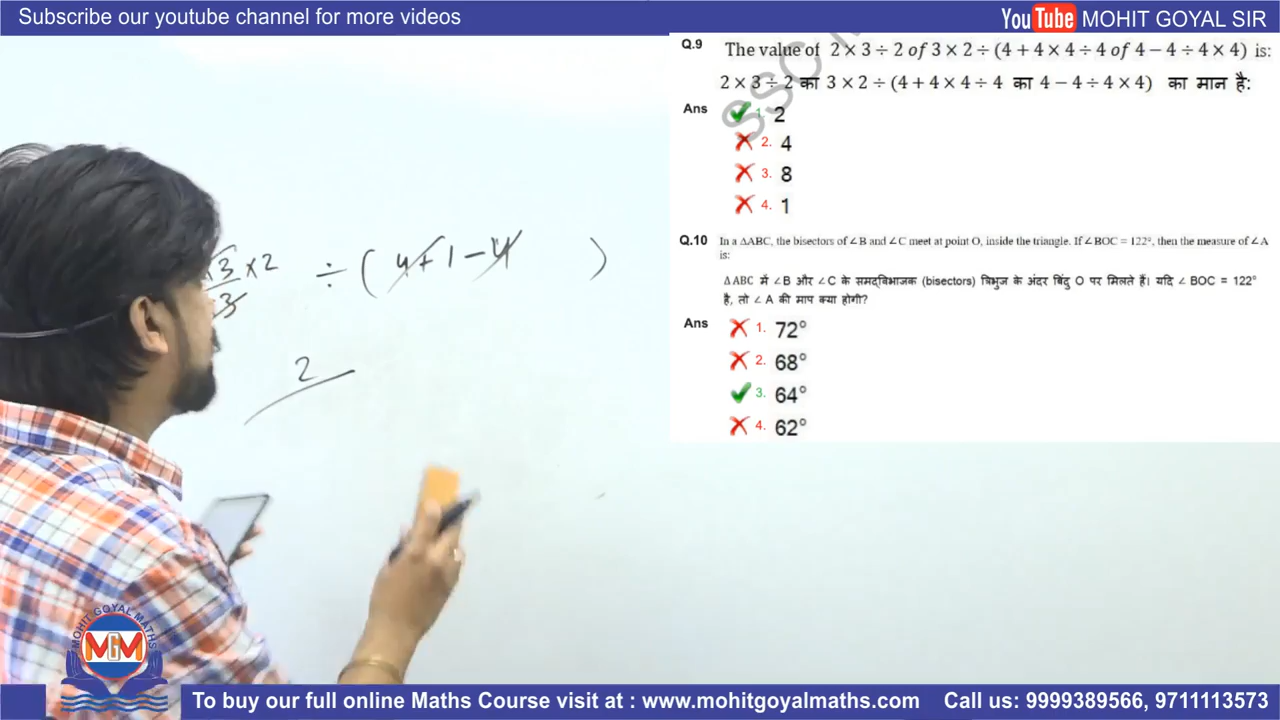 Subscribe our youtube channel for more videos
YouTube MOHIT GOYAL SIR
Q.9 The value of 2 × 3 ÷ 2 of 3 × 2 ÷ (4 + 4 × 4 ÷ 4 of 4 − 4 ÷ 4 × 4) is:
2 × 3 ÷ 2 का 3 × 2 ÷ (4 + 4 × 4 ÷ 4 का 4 − 4 ÷ 4 × 4) का मान है:
Ans 1. 2
2. 4
3. 8
4. 1
SSC
3 × 2 ÷ ( 4 + 1 − 4 )
3
2
Q.10 In a ΔABC, the bisectors of ∠B and ∠C meet at point O, inside the triangle. If ∠BOC = 122°, then the measure of ∠A
is:
ΔABC में ∠B और ∠C के समद्विभाजक (bisectors) त्रिभुज के अंदर बिंदु O पर मिलते हैं। यदि ∠ BOC = 122°
है, तो ∠ A की माप क्या होगी?
Ans 1. 72°
2. 68°
3. 64°
4. 62°
MOHIT GOYAL MATHS
MGM
To buy our full online Maths Course visit at : www.mohitgoyalmaths.com Call us: 9999389566, 9711113573